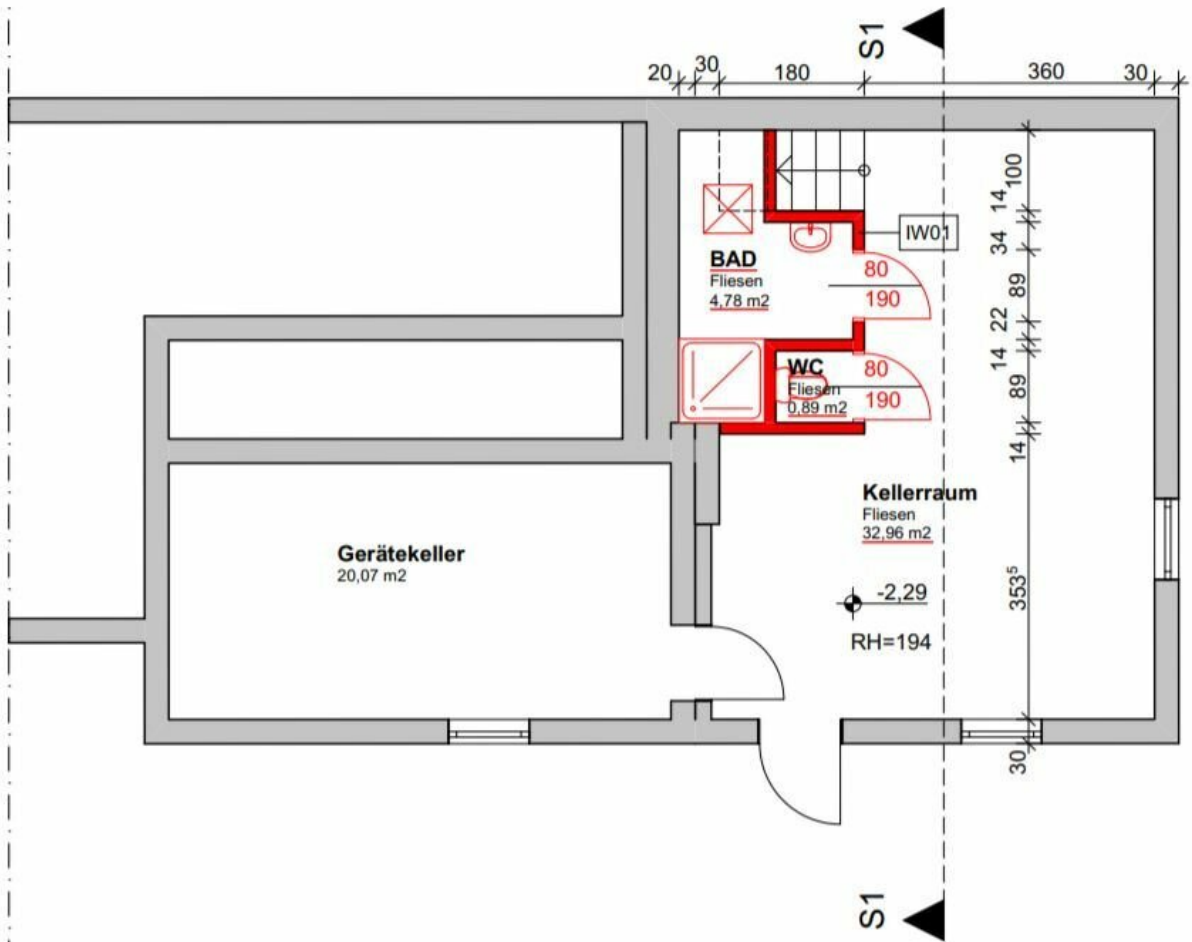 S1
20
30
180
360
30
100
14
34
89
22
14
89
14
353⁵
30
IW01
BAD
Fliesen
4,78 m2
80
190
WC
Fliesen
0,89 m2
80
190
Kellerraum
Fliesen
32,96 m2
Gerätekeller
20,07 m2
-2,29
RH=194
S1